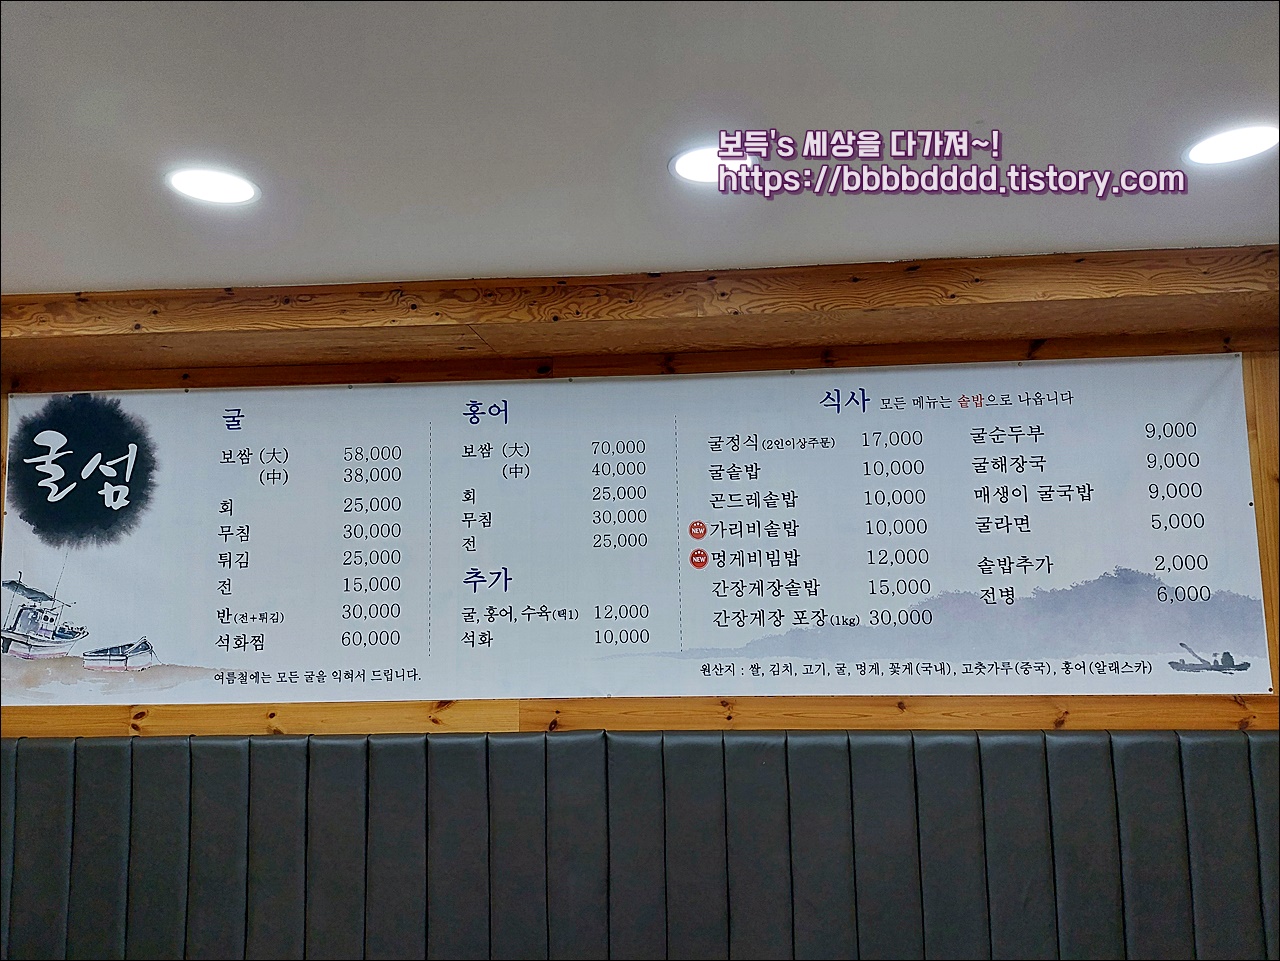 보득's 세상을 다가져~!
https://bbbbdddd.tistory.com
굴섬
굴
보쌈 (大) 58,000
(中) 38,000
회 25,000
무침 30,000
튀김 25,000
전 15,000
반(전+튀김) 30,000
석화찜 60,000
여름철에는 모든 굴을 익혀서 드립니다.
홍어
보쌈 (大) 70,000
(中) 40,000
회 25,000
무침 30,000
전 25,000
추가
굴, 홍어, 수육(택1) 12,000
석화 10,000
식사 모든 메뉴는 솥밥으로 나옵니다
굴정식(2인이상주문) 17,000
굴솥밥 10,000
곤드레솥밥 10,000
NEW 가리비솥밥 10,000
NEW 멍게비빔밥 12,000
간장게장솥밥 15,000
간장게장 포장(1kg) 30,000
굴순두부 9,000
굴해장국 9,000
매생이 굴국밥 9,000
굴라면 5,000
솥밥추가 2,000
전병 6,000
원산지 : 쌀, 김치, 고기, 굴, 멍게, 꽃게(국내), 고춧가루(중국), 홍어(알래스카)